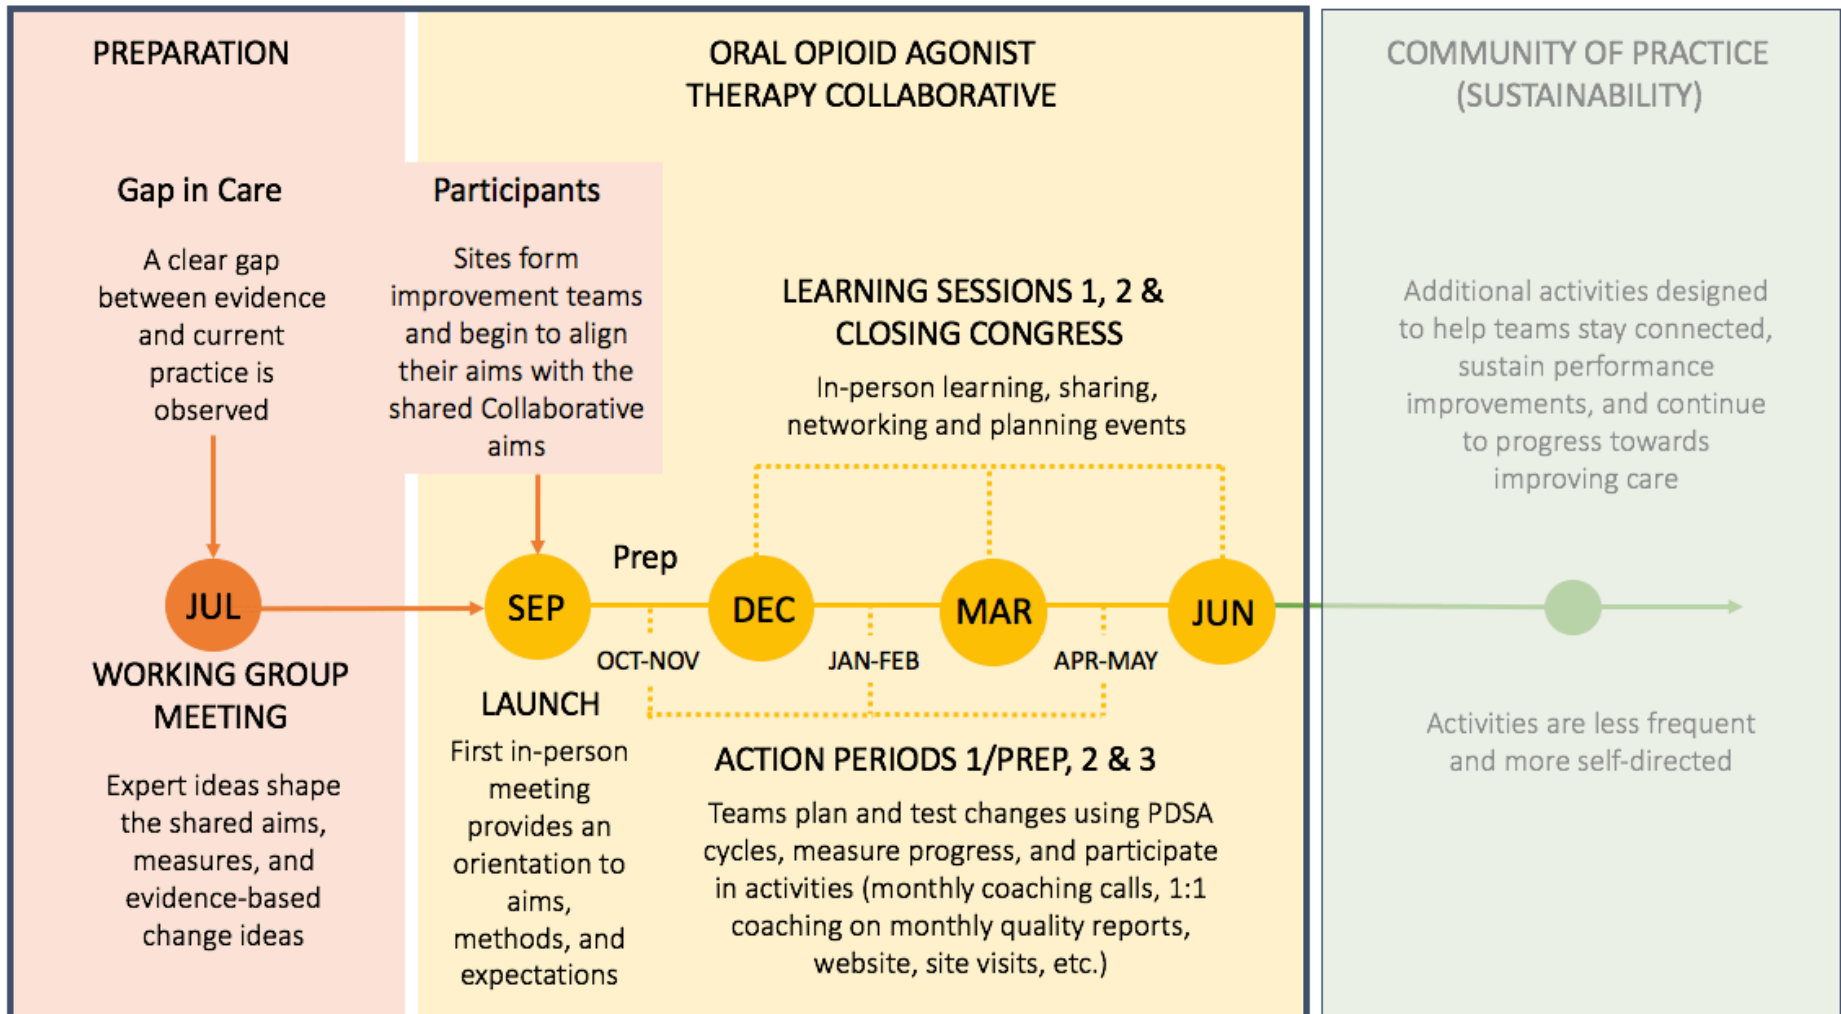 PREPARATION
Gap in Care
A clear gap
between evidence
and current
practice is
observed
JUL
WORKING GROUP
MEETING
Expert ideas shape
the shared aims,
measures, and
evidence-based
change ideas
ORAL OPIOID AGONIST
THERAPY COLLABORATIVE
Participants
Sites form
improvement teams
and begin to align
their aims with the
shared Collaborative
aims
SEP
LAUNCH
First in-person
meeting
provides an
orientation to
aims,
methods, and
expectations
Prep
OCT-NOV
LEARNING SESSIONS 1, 2 &
CLOSING CONGRESS
In-person learning, sharing,
networking and planning events
DEC
JAN-FEB
MAR
APR-MAY
JUN
ACTION PERIODS 1/PREP, 2 & 3
Teams plan and test changes using PDSA
cycles, measure progress, and participate
in activities (monthly coaching calls, 1:1
coaching on monthly quality reports,
website, site visits, etc.)
COMMUNITY OF PRACTICE
(SUSTAINABILITY)
Additional activities designed
to help teams stay connected,
sustain performance
improvements, and continue
to progress towards
improving care
Activities are less frequent
and more self-directed